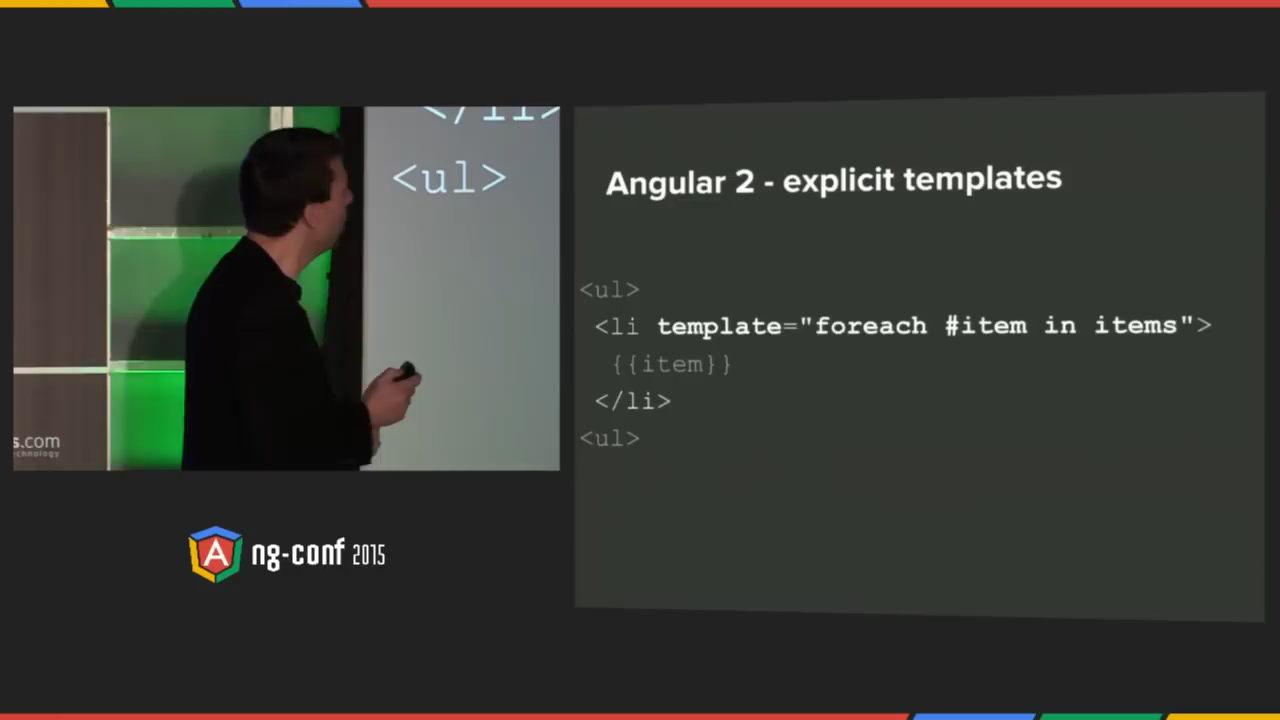 </li>
<ul>
s.com
echnology
ng-conf 2015
Angular 2 - explicit templates
<ul>
<li template="foreach #item in items">
{{item}}
</li>
<ul>